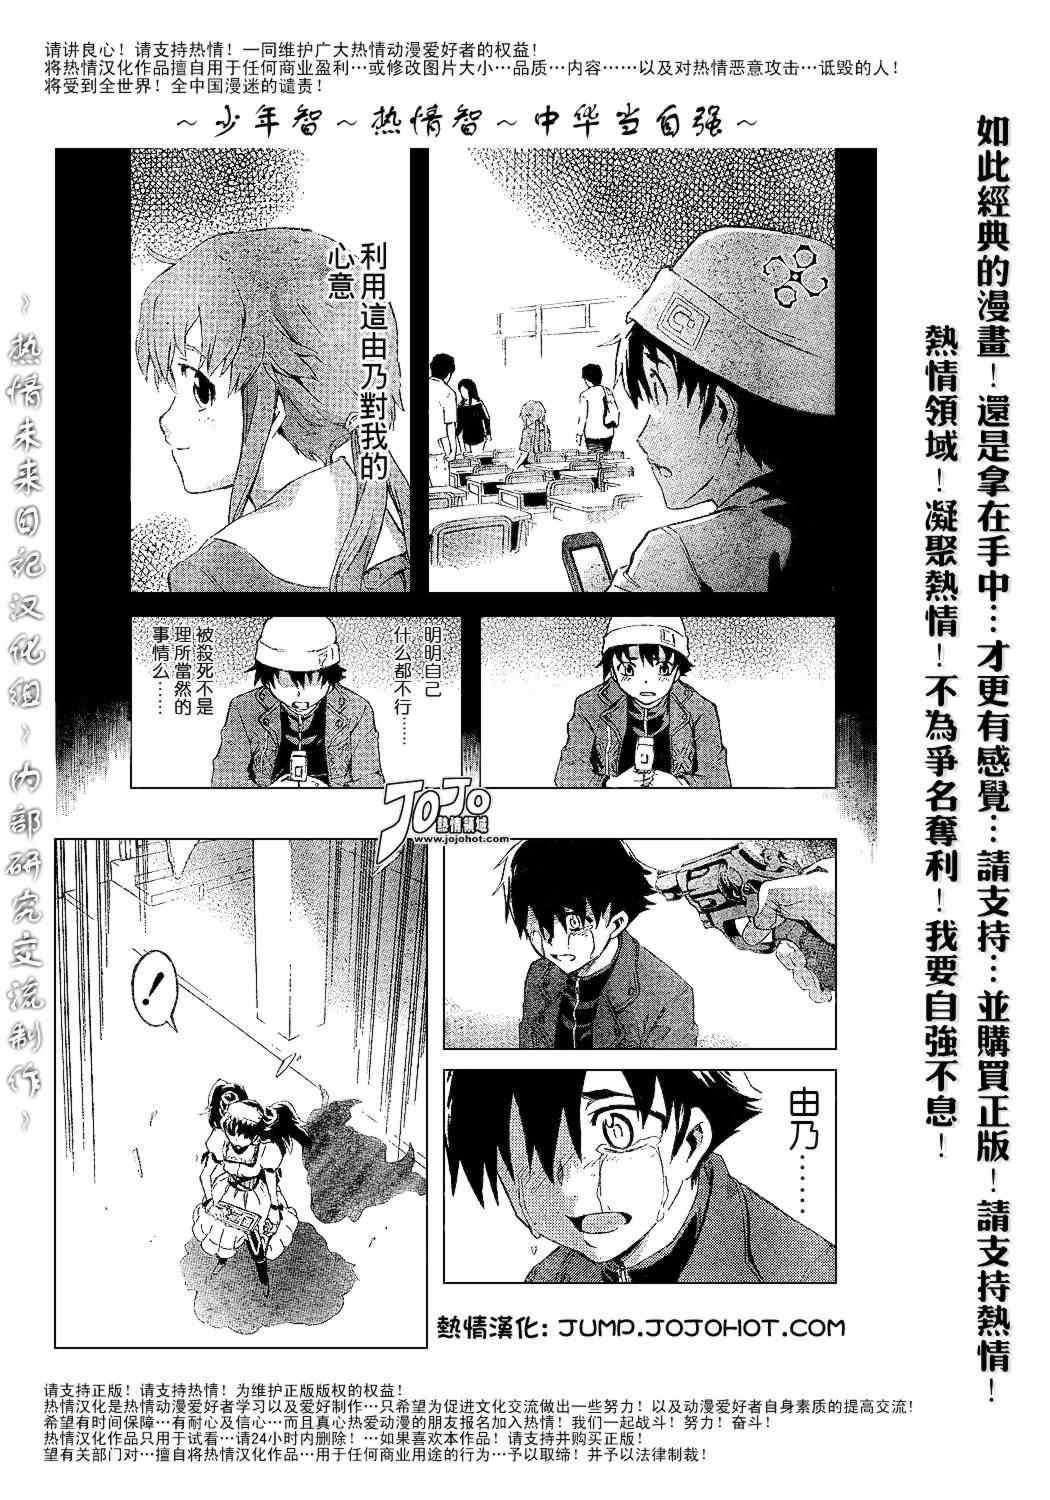 请讲良心！请支持热情！一同维护广大热情动漫爱好者的权益！
将热情汉化作品擅自用于任何商业盈利…或修改图片大小…品质…内容……以及对热情恶意攻击…诋毁的人！
将受到全世界！全中国漫迷的谴责！
～少年智～热情智～中华当自强～
如此經典的漫畫！還是拿在手中…才更有感覺…請支持…並購買正版！請支持熱情！
熱情領域！凝聚熱情！不為爭名奪利！我要自強不息！
～热情未来日记汉化组～内部研究交流制作～
利用這由乃對我的
心意
明明自己
什么都不行……
被殺死不是
理所當然的
事情么……
JOJO
熱情領域
www.jojohot.com
！
由乃……
熱情漢化: JUMP.JOJOHOT.COM
请支持正版！请支持热情！为维护正版版权的权益！
热情汉化是热情动漫爱好者学习以及爱好制作…只希望为促进文化交流做出一些努力！以及动漫爱好者自身素质的提高交流！
希望有时间保障…有耐心及信心…而且真心热爱动漫的朋友报名加入热情！我们一起战斗！努力！奋斗！
热情汉化作品只用于试看…请24小时内删除！…如果喜欢本作品！请支持并购买正版！
望有关部门对…擅自将热情汉化作品…用于任何商业用途的行为…予以取缔！并予以法律制裁！